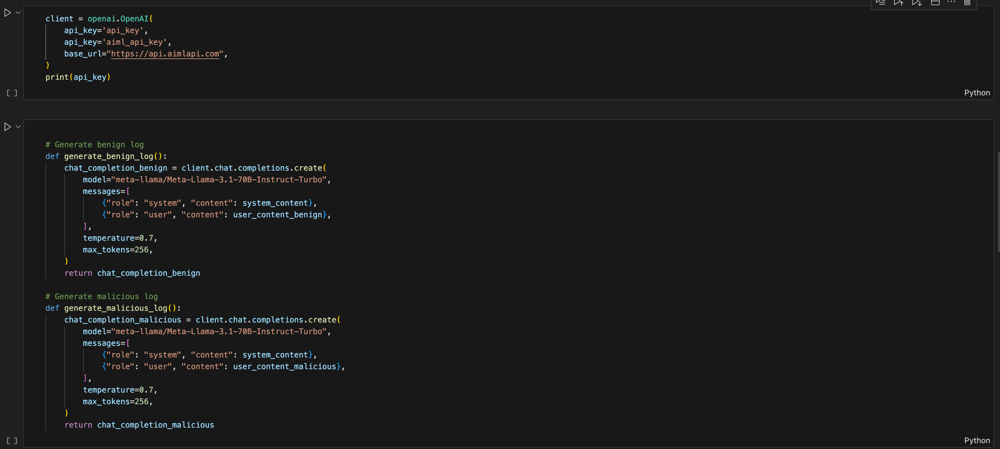 client = openai.OpenAI(
    api_key='api_key',
    api_key='aiml_api_key',
    base_url="https://api.aimlapi.com",
)
print(api_key)
[ ]
Python
# Generate benign log
def generate_benign_log():
    chat_completion_benign = client.chat.completions.create(
        model="meta-llama/Meta-Llama-3.1-70B-Instruct-Turbo",
        messages=[
            {"role": "system", "content": system_content},
            {"role": "user", "content": user_content_benign},
        ],
        temperature=0.7,
        max_tokens=256,
    )
    return chat_completion_benign
# Generate malicious log
def generate_malicious_log():
    chat_completion_malicious = client.chat.completions.create(
        model="meta-llama/Meta-Llama-3.1-70B-Instruct-Turbo",
        messages=[
            {"role": "system", "content": system_content},
            {"role": "user", "content": user_content_malicious},
        ],
        temperature=0.7,
        max_tokens=256,
    )
    return chat_completion_malicious
[ ]
Python